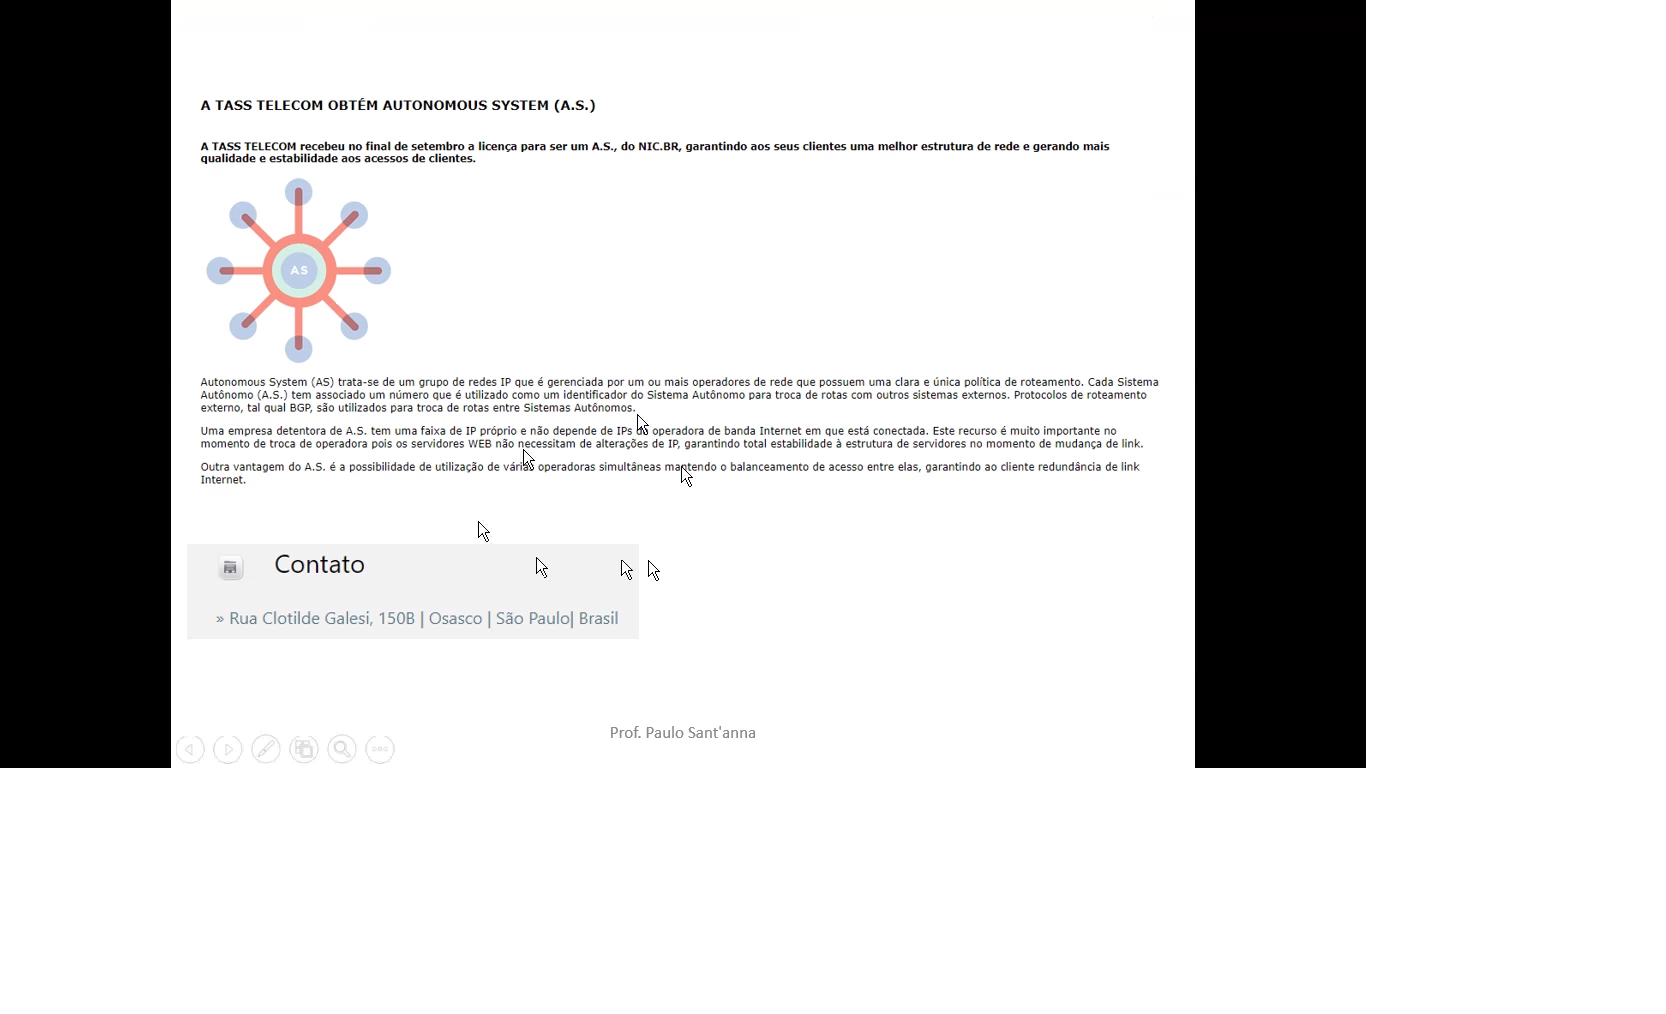 A TASS TELECOM OBTÉM AUTONOMOUS SYSTEM (A.S.)
A TASS TELECOM recebeu no final de setembro a licença para ser um A.S., do NIC.BR, garantindo aos seus clientes uma melhor estrutura de rede e gerando mais
qualidade e estabilidade aos acessos de clientes.
AS
Autonomous System (AS) trata-se de um grupo de redes IP que é gerenciada por um ou mais operadores de rede que possuem uma clara e única política de roteamento. Cada Sistema
Autônomo (A.S.) tem associado um número que é utilizado como um identificador do Sistema Autônomo para troca de rotas com outros sistemas externos. Protocolos de roteamento
externo, tal qual BGP, são utilizados para troca de rotas entre Sistemas Autônomos.
Uma empresa detentora de A.S. tem uma faixa de IP próprio e não depende de IPs da operadora de banda Internet em que está conectada. Este recurso é muito importante no
momento de troca de operadora pois os servidores WEB não necessitam de alterações de IP, garantindo total estabilidade à estrutura de servidores no momento de mudança de link.
Outra vantagem do A.S. é a possibilidade de utilização de várias operadoras simultâneas mantendo o balanceamento de acesso entre elas, garantindo ao cliente redundância de link
Internet.
Contato
» Rua Clotilde Galesi, 150B | Osasco | São Paulo| Brasil
Prof. Paulo Sant'anna